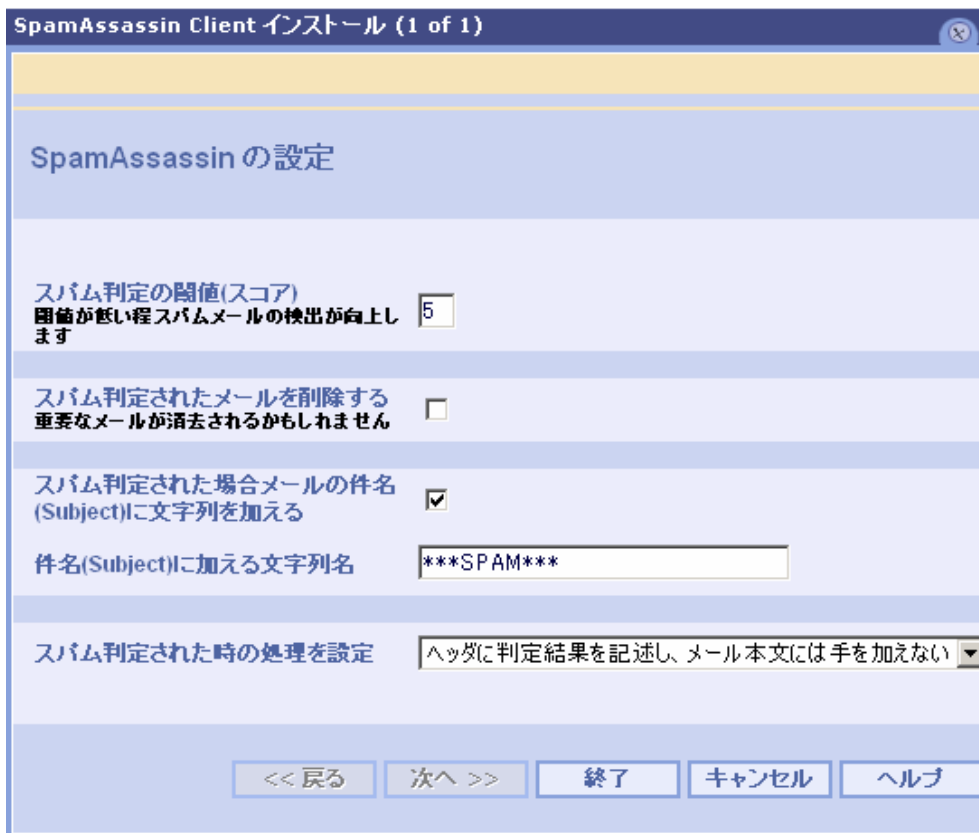 SpamAssassin Client インストール (1 of 1)
SpamAssassin の設定
スパム判定の閾値(スコア)
閾値が低い程スパムメールの検出が向上し
ます
5
スパム判定されたメールを削除する
重要なメールが消去されるかもしれません
スパム判定された場合メールの件名
(Subject)に文字列を加える
件名(Subject)に加える文字列名
***SPAM***
スパム判定された時の処理を設定
ヘッダに判定結果を記述し、メール本文には手を加えない
<< 戻る
次へ >>
終了
キャンセル
ヘルプ